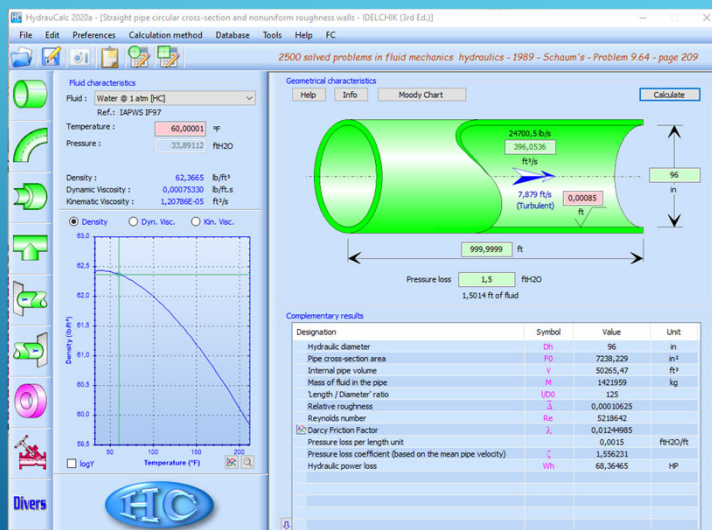 HydrauCalc 2020a - [Straight pipe circular cross-section and nonuniform roughness walls - IDELCHIK (3rd Ed.)]
File Edit Preferences Calculation method Database Tools Help FC
2500 solved problems in fluid mechanics hydraulics - 1989 - Schaum's - Problem 9.64 - page 209
Fluid characteristics
Fluid : Water @ 1 atm [HC]
Ref.: IAPWS IF97
Temperature : 60,00001 °F
Pressure : 33,89112 ftH2O
Density : 62,3665 lb/ft³
Dynamic Viscosity : 0,00075330 lb/ft.s
Kinematic Viscosity : 1,20786E-05 ft²/s
Density Dyn. Visc. Kin. Visc.
63,0
62,5
62,0
61,5
61,0
60,5
60,0
59,5
Density (lb/ft³)
50 100 150 200
logY Temperature (°F)
HC
Divers
Geometrical characteristics
Help Info Moody Chart Calculate
24700,5 lb/s
396,0536
ft³/s
7,879 ft/s
(Turbulent)
0,00085
ft
96
in
999,9999 ft
Pressure loss 1,5 ftH2O
1,5014 ft of fluid
Complementary results
Designation Symbol Value Unit
Hydraulic diameter Dh 96 in
Pipe cross-section area F0 7238,229 in²
Internal pipe volume V 50265,47 ft³
Mass of fluid in the pipe M 1421959 kg
'Length / Diameter' ratio l/D0 125
Relative roughness Δ̅ 0,00010625
Reynolds number Re 5218642
Darcy Friction Factor λ 0,01244985
Pressure loss per length unit 0,0015 ftH2O/ft
Pressure loss coefficient (based on the mean pipe velocity) ζ 1,556231
Hydraulic power loss Wh 68,36465 HP